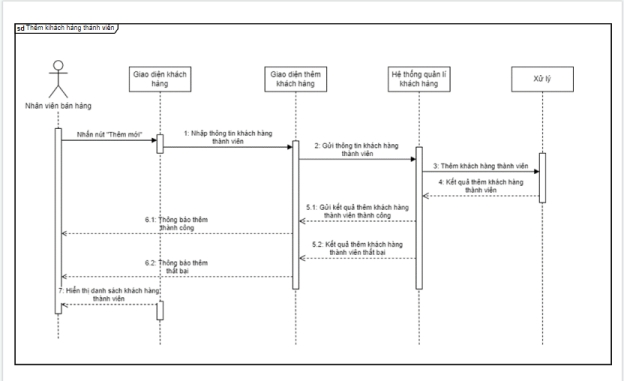 sd Thêm khách hàng thành viên
Giao diện khách
hàng
Giao diện thêm
khách hàng
Hệ thống quản lí
khách hàng
Xử lý
Nhân viên bán hàng
Nhấn nút "Thêm mới"
1: Nhập thông tin khách hàng
thành viên
2: Gửi thông tin khách hàng
thành viên
3: Thêm khách hàng thành viên
4: Kết quả thêm khách hàng
thành viên
5.1: Gửi kết quả thêm khách hàng
thành viên thành công
6.1: Thông báo thêm
thành công
5.2: Kết quả thêm khách hàng
thành viên thất bại
6.2: Thông báo thêm
thất bại
7: Hiển thị danh sách khách hàng
thành viên